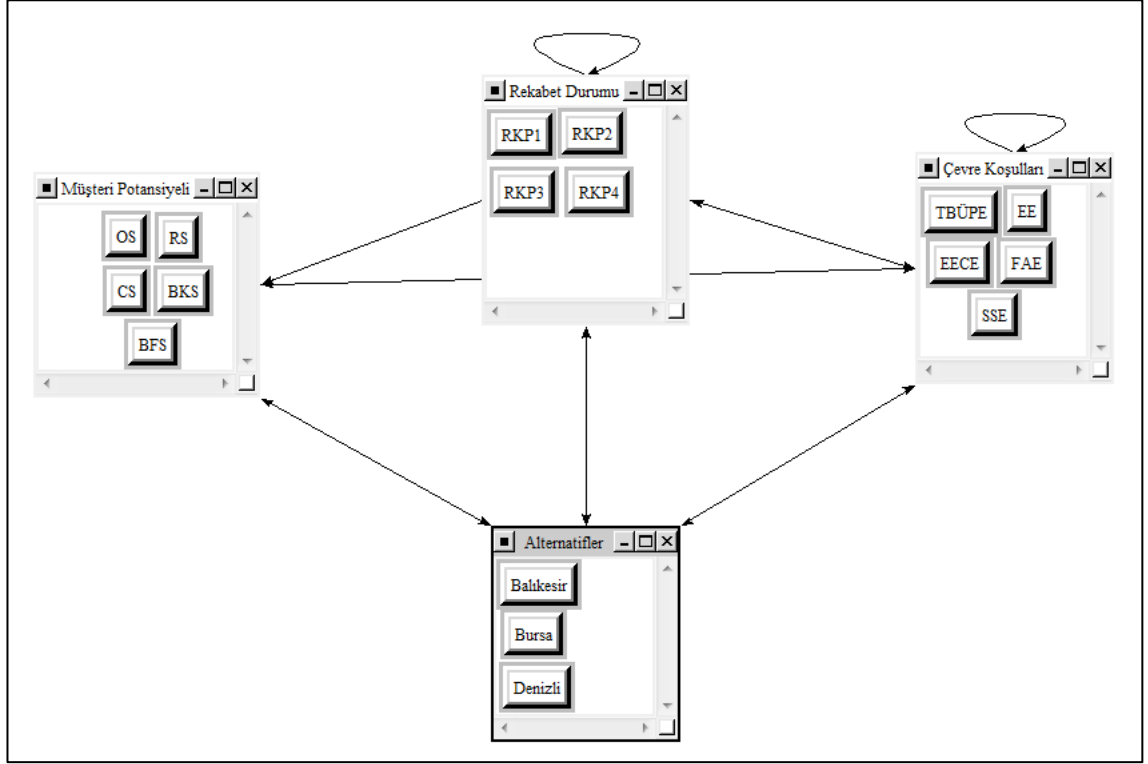 Rekabet Durumu
RKP1 RKP2
RKP3 RKP4
Çevre Koşulları
TBÜPE EE
EECE FAE
SSE
Müşteri Potansiyeli
OS RS
CS BKS
BFS
Alternatifler
Balıkesir
Bursa
Denizli